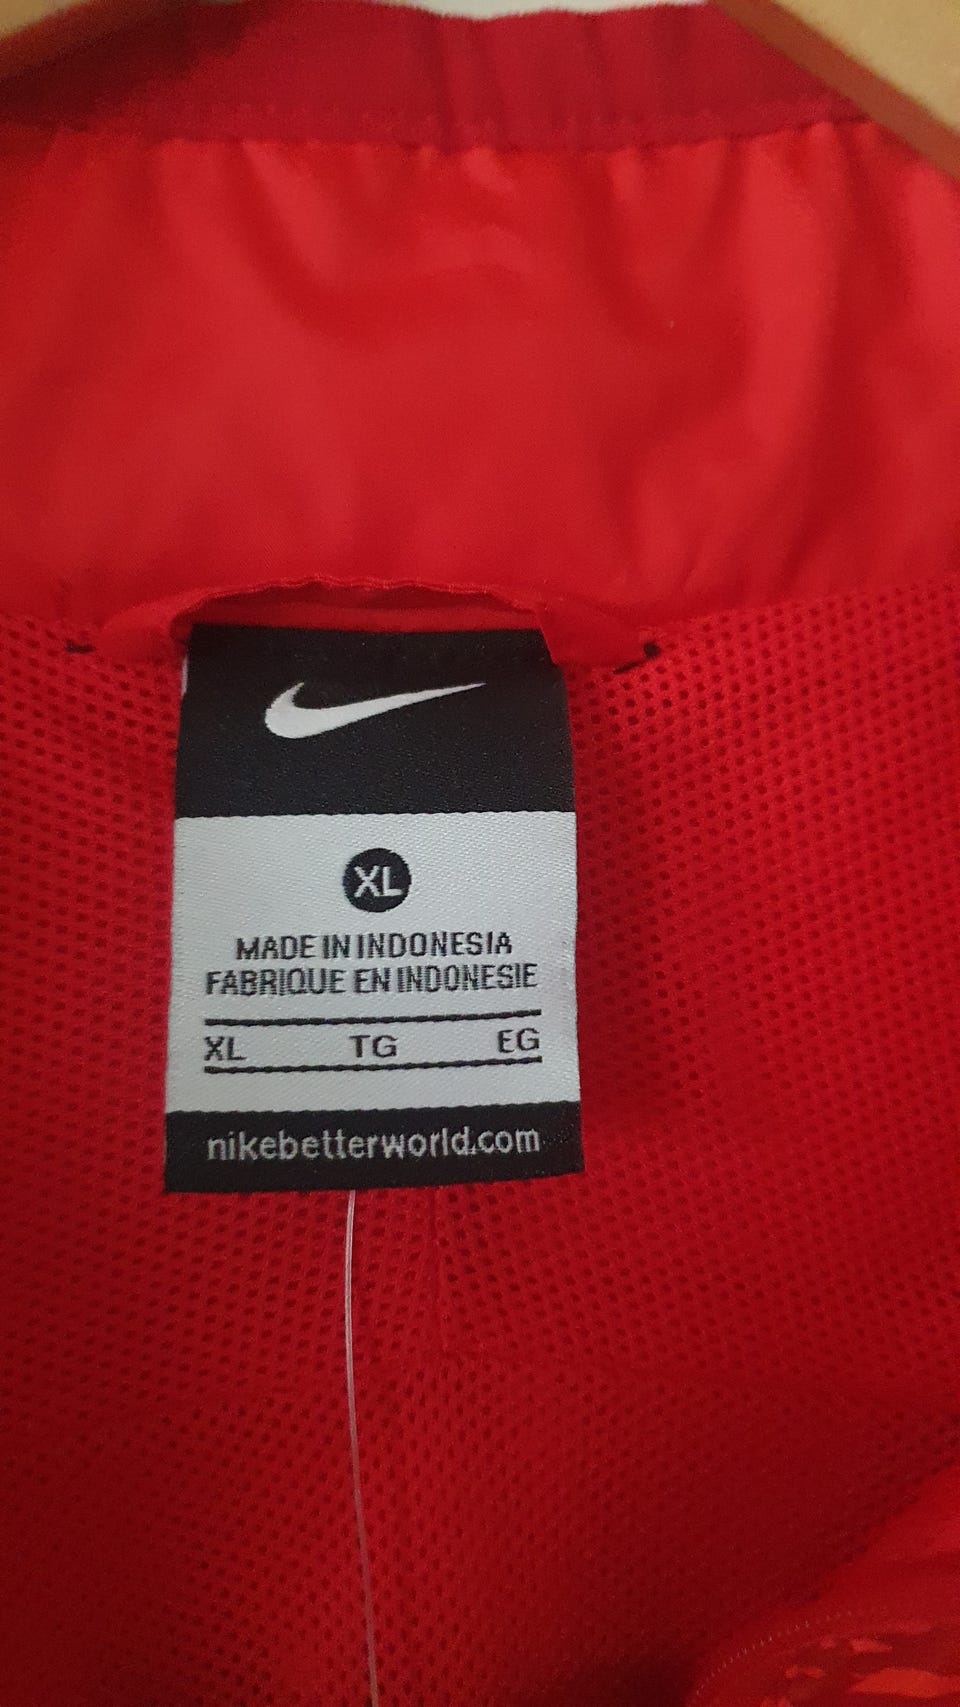 XL
MADE IN INDONESIA
FABRIQUE EN INDONESIE
XL TG EG
nikebetterworld.com